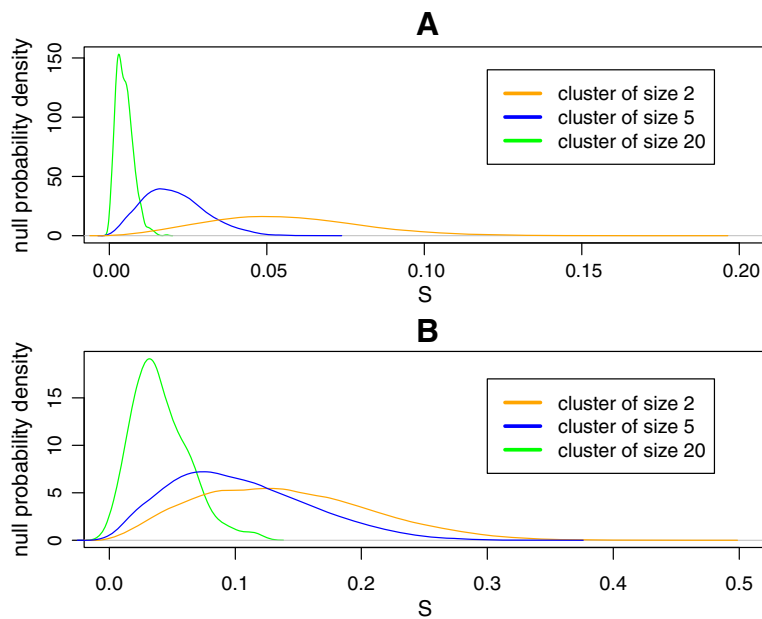 A
null probability density
150
100
50
0
cluster of size 2
cluster of size 5
cluster of size 20
0.00 0.05 0.10 0.15 0.20
S
B
null probability density
15
10
5
0
cluster of size 2
cluster of size 5
cluster of size 20
0.0 0.1 0.2 0.3 0.4 0.5
S